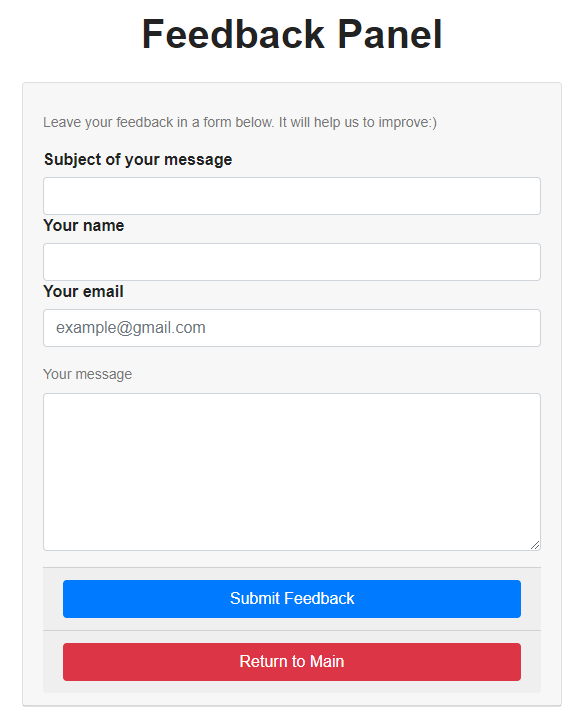 Feedback Panel
Leave your feedback in a form below. It will help us to improve:)
Subject of your message
Your name
Your email
example@gmail.com
Your message
Submit Feedback
Return to Main